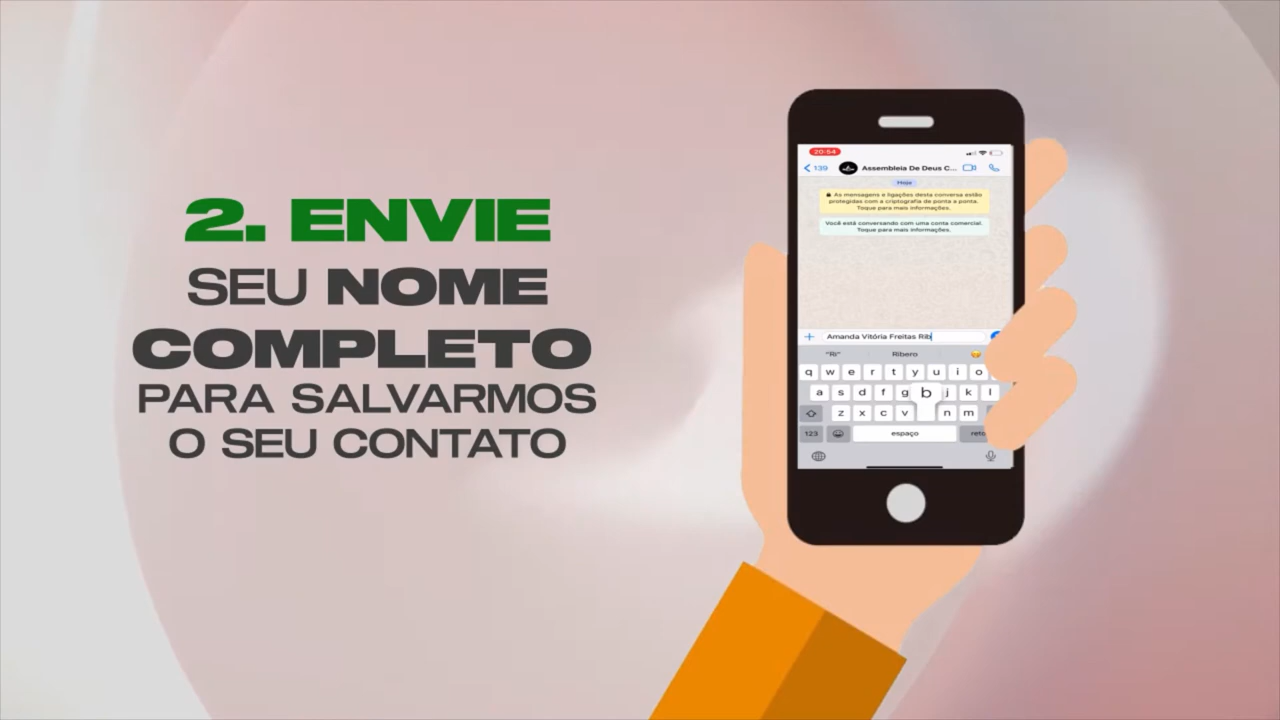 2. ENVIE
SEU NOME
COMPLETO
PARA SALVARMOS
O SEU CONTATO
20:54
139
Assembleia De Deus C...
Hoje
As mensagens e ligações desta conversa estão
protegidas com a criptografia de ponta a ponta.
Toque para mais informações.
Você está conversando com uma conta comercial.
Toque para mais informações.
Amanda Vitória Freitas Rib
"Ri" Ribero
q w e r t y u i o
a s d f g b j k l
z x c v n m
123 espaço reto